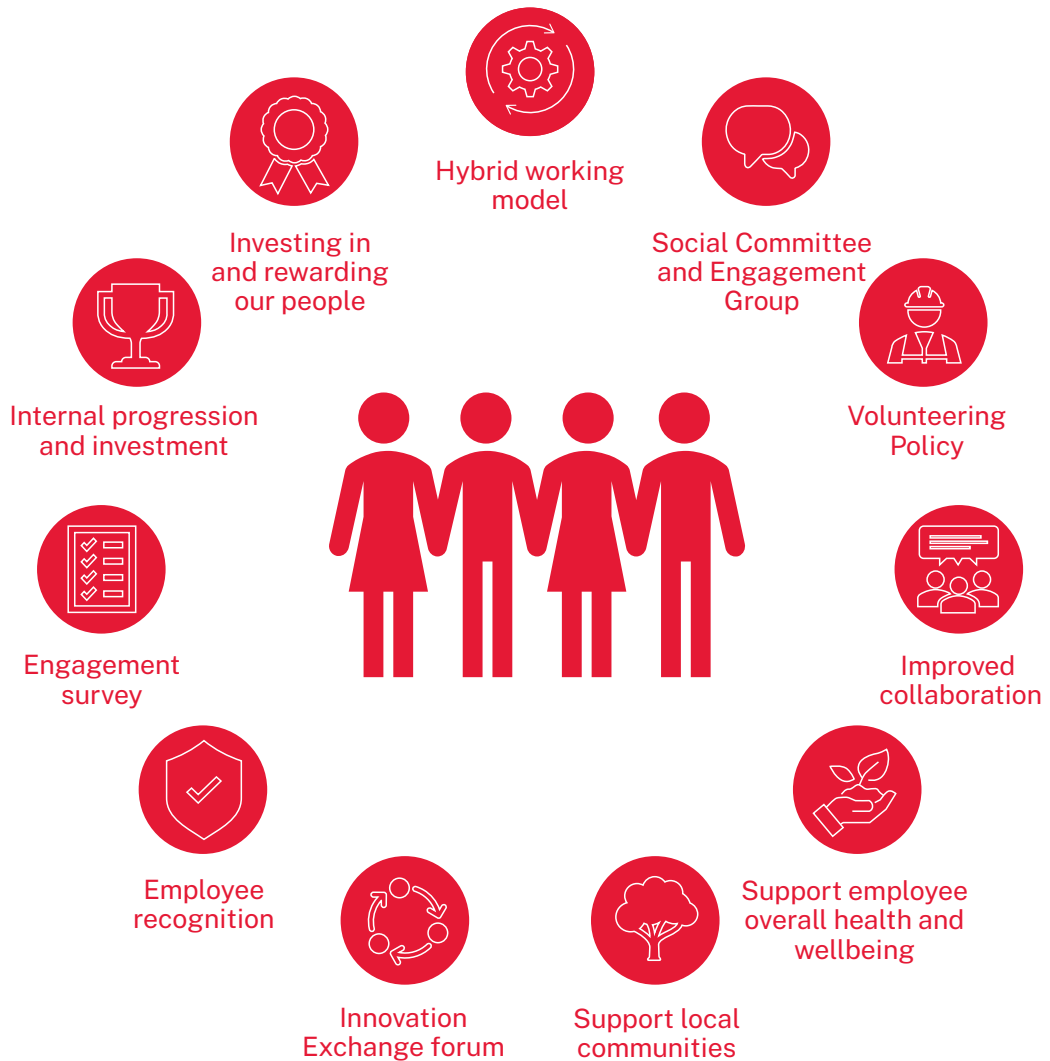 Hybrid working
model
Social Committee
and Engagement
Group
Volunteering
Policy
Improved
collaboration
Support employee
overall health and
wellbeing
Support local
communities
Innovation
Exchange forum
Employee
recognition
Engagement
survey
Internal progression
and investment
Investing in
and rewarding
our people